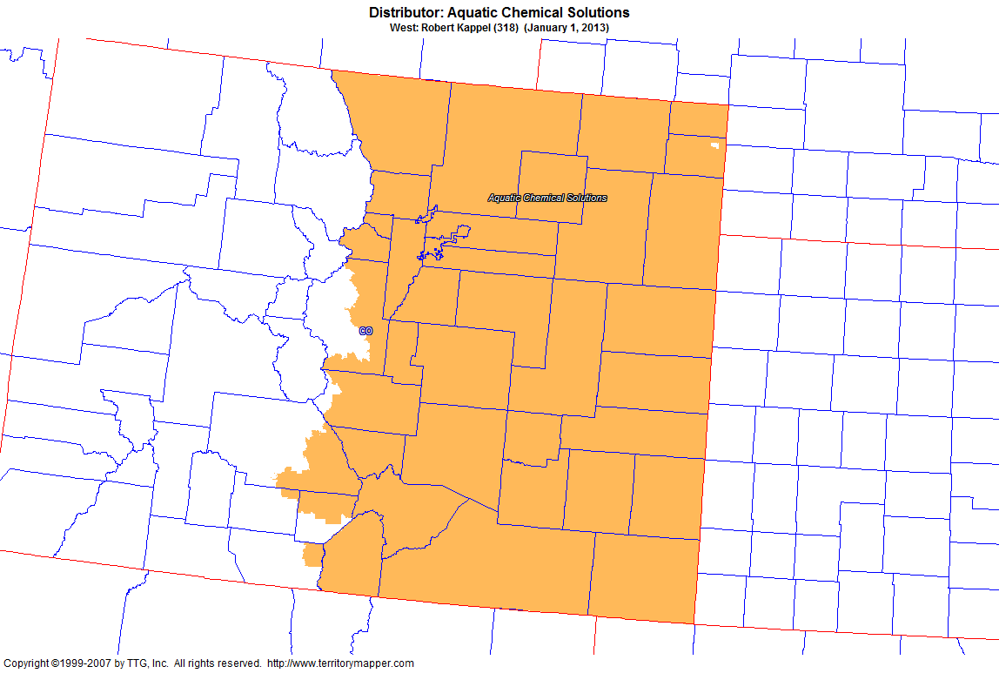 Distributor: Aquatic Chemical Solutions
West: Robert Kappel (318)  (January 1, 2013)
Aquatic Chemical Solutions
CO
Copyright ©1999-2007 by TTG, Inc.  All rights reserved.  http://www.territorymapper.com